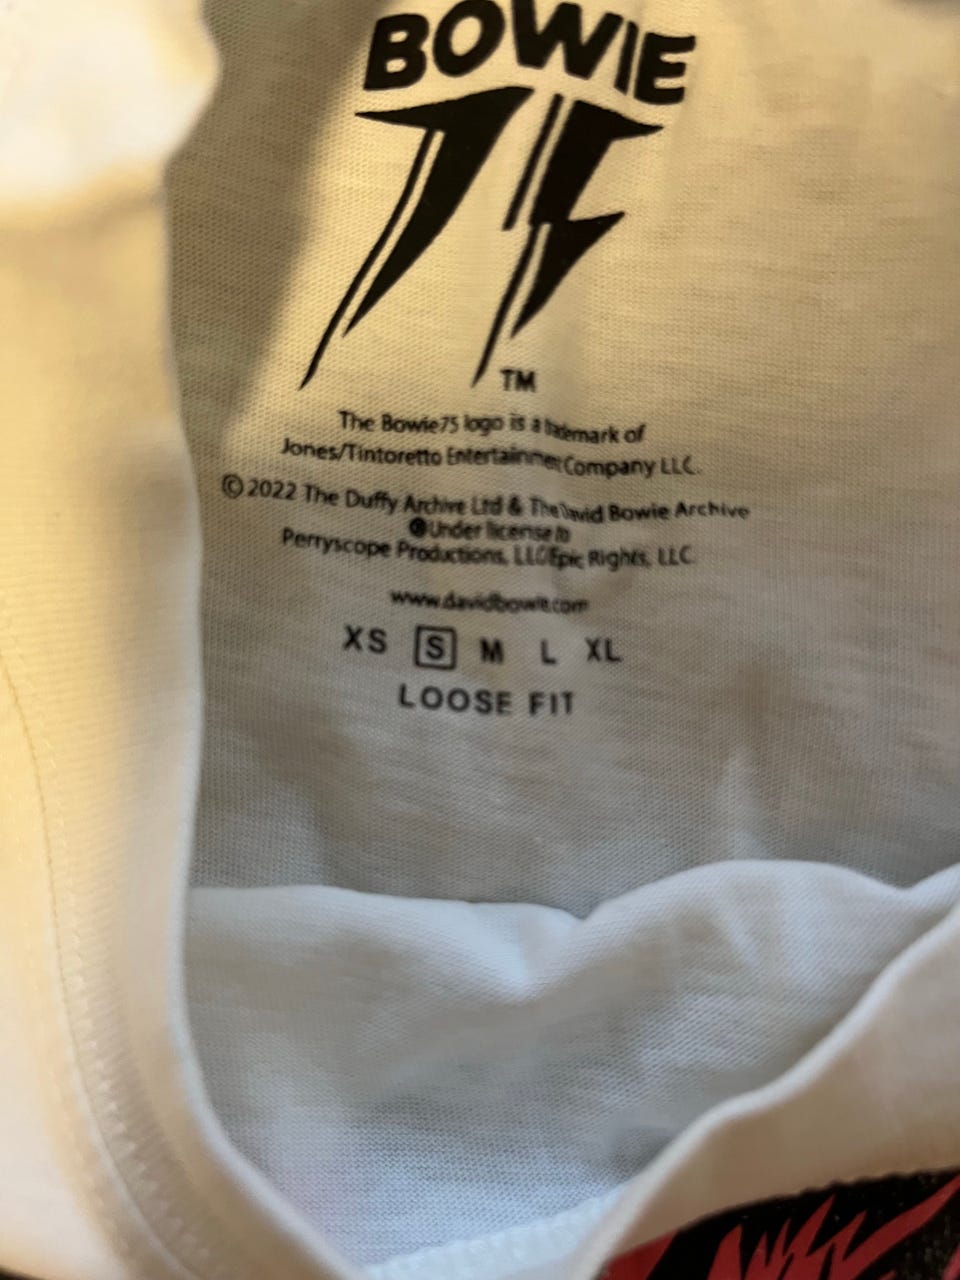 BOWIE
75
TM
The Bowie75 logo is a trademark of
Jones/Tintoretto Entertainment Company LLC.
© 2022 The Duffy Archive Ltd & The David Bowie Archive
Under license to
Perryscope Productions, LLC/Epic Rights, LLC
www.davidbowie.com
XS S M L XL
LOOSE FIT